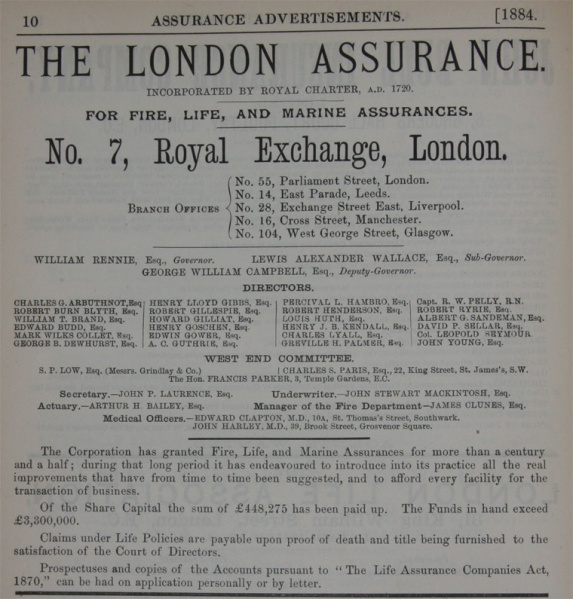 10 ASSURANCE ADVERTISEMENTS. [1884.
THE LONDON ASSURANCE.
INCORPORATED BY ROYAL CHARTER, A.D. 1720.
FOR FIRE, LIFE, AND MARINE ASSURANCES.
No. 7, Royal Exchange, London.
BRANCH OFFICES
No. 55, Parliament Street, London.
No. 14, East Parade, Leeds.
No. 28, Exchange Street East, Liverpool.
No. 16, Cross Street, Manchester.
No. 104, West George Street, Glasgow.
WILLIAM RENNIE, Esq., Governor. LEWIS ALEXANDER WALLACE, Esq., Sub-Governor.
GEORGE WILLIAM CAMPBELL, Esq., Deputy-Governor.
DIRECTORS.
CHARLES G. ARBUTHNOT, Esq.
ROBERT BURN BLYTH, Esq.
WILLIAM T. BRAND, Esq.
EDWARD BUDD, Esq.
MARK WILKS COLLET, Esq.
GEORGE B. DEWHURST, Esq.
HENRY LLOYD GIBBS, Esq.
ROBERT GILLESPIE, Esq.
HOWARD GILLIAT, Esq.
HENRY GOSCHEN, Esq.
EDWIN GOWER, Esq.
A. C. GUTHRIE, Esq.
PERCIVAL L. HAMBRO, Esq.
ROBERT HENDERSON, Esq.
LOUIS HUTH, Esq.
HENRY J. B. KENDALL, Esq.
CHARLES LYALL, Esq.
GREVILLE H. PALMER, Esq.
Capt. R. W. PELLY, R.N.
ROBERT RYRIE, Esq.
ALBERT G. SANDEMAN, Esq.
DAVID P. SELLAR, Esq.
Col. LEOPOLD SEYMOUR
JOHN YOUNG, Esq.
WEST END COMMITTEE.
S. P. LOW, Esq. (Messrs. Grindlay & Co.) CHARLES S. PARIS, Esq., 22, King Street, St. James's, S.W.
The Hon. FRANCIS PARKER, 3, Temple Gardens, E.C.
Secretary.—JOHN P. LAURENCE, Esq. Underwriter.—JOHN STEWART MACKINTOSH, Esq.
Actuary.—ARTHUR H. BAILEY, Esq. Manager of the Fire Department—JAMES CLUNES, Esq.
Medical Officers.—EDWARD CLAPTON, M.D., 10A, St. Thomas's Street, Southwark.
JOHN HARLEY, M.D., 39, Brook Street, Grosvenor Square.
The Corporation has granted Fire, Life, and Marine Assurances for more than a century
and a half; during that long period it has endeavoured to introduce into its practice all the real
improvements that have from time to time been suggested, and to afford every facility for the
transaction of business.
Of the Share Capital the sum of £448,275 has been paid up. The Funds in hand exceed
£3,300,000.
Claims under Life Policies are payable upon proof of death and title being furnished to the
satisfaction of the Court of Directors.
Prospectuses and copies of the Accounts pursuant to “The Life Assurance Companies Act,
1870,” can be had on application personally or by letter.